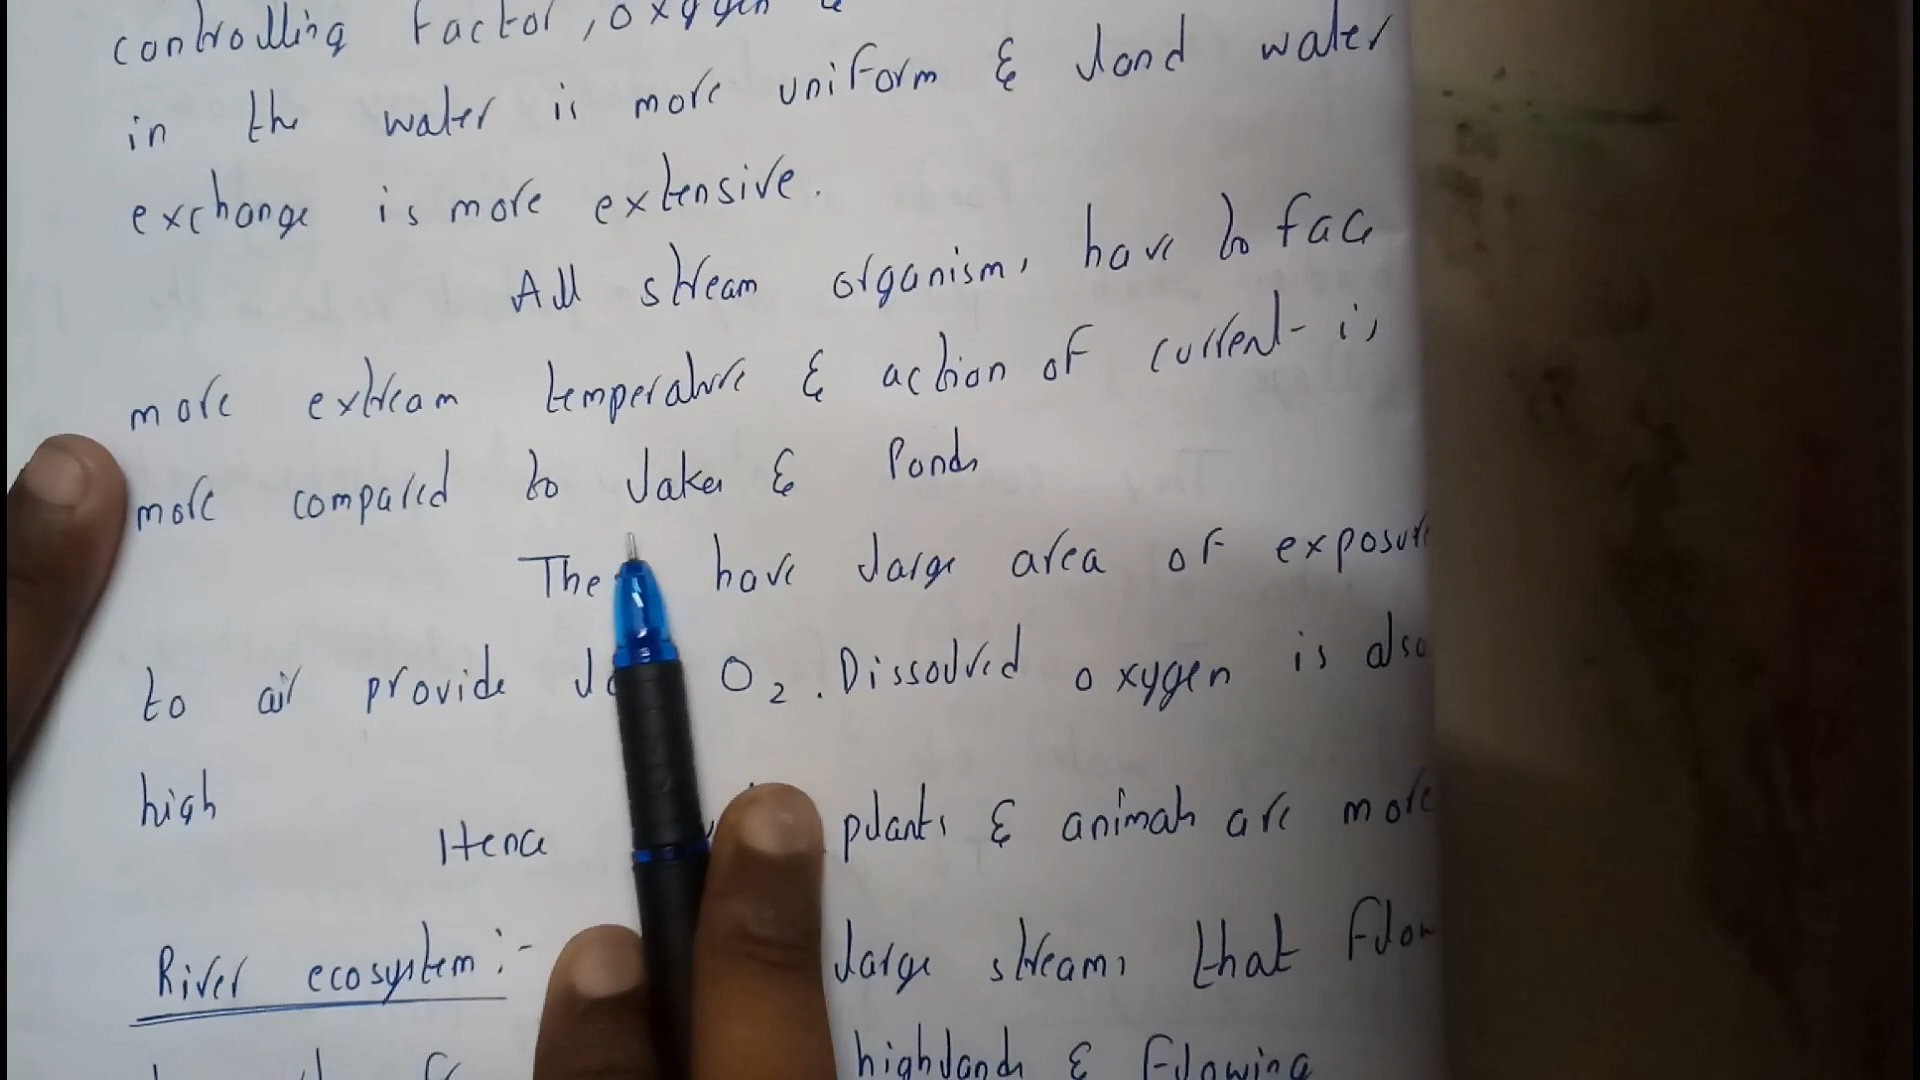 controlling factor, oxygen
in the water is more uniform & land water
exchange is more extensive.
All stream organisms have to face
more extream temperature & action of current is
more compared to lakes & Ponds
The have large area of exposure
to air provide O2. Dissolved oxygen is also
high
Hence plants & animals are more
River ecosystem :- large streams that flow
highlands & flowing